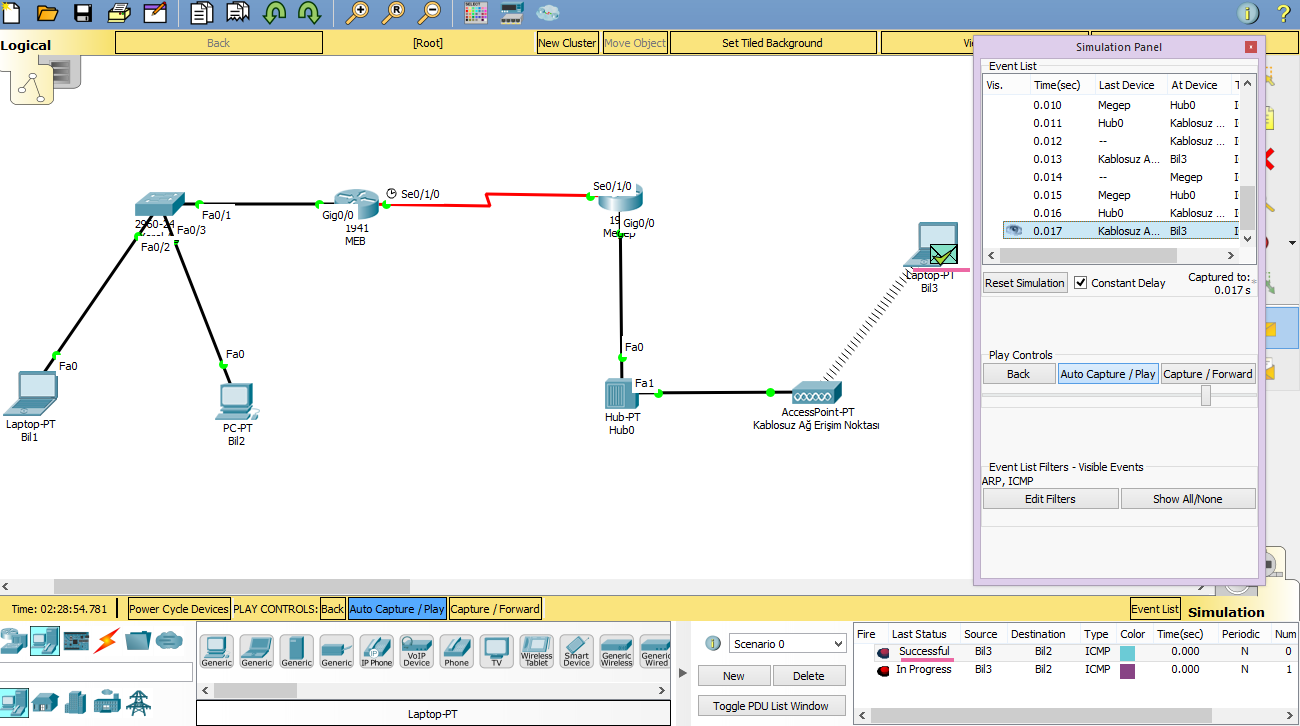 Logical
Back
[Root]
New Cluster
Move Object
Set Tiled Background
Vi
Simulation Panel
Event List
Vis. Time(sec) Last Device At Device
0.010 Megep Hub0
0.011 Hub0 Kablosuz ...
0.012 -- Kablosuz ...
0.013 Kablosuz A... Bil3
0.014 -- Megep
0.015 Megep Hub0
0.016 Hub0 Kablosuz ...
0.017 Kablosuz A... Bil3
Reset Simulation Constant Delay Captured to:
0.017 s
Play Controls
Back Auto Capture / Play Capture / Forward
Event List Filters - Visible Events
ARP, ICMP
Edit Filters Show All/None
Fa0/1
Fa0/3
Fa0/2
Gig0/0
1941
MEB
Se0/1/0
Se0/1/0
Gig0/0
Laptop-PT
Bil3
Fa0
Laptop-PT
Bil1
Fa0
PC-PT
Bil2
Fa0
Fa1
Hub-PT
Hub0
AccessPoint-PT
Kablosuz Ağ Erişim Noktası
Time: 02:28:54.781 Power Cycle Devices PLAY CONTROLS: Back Auto Capture / Play Capture / Forward
Event List Simulation
Generic
Generic
Generic
Generic
IP Phone
VoIP
Device
Phone
TV
Wireless
Tablet
Smart
Device
Generic
Wireless
Generic
Wired
Laptop-PT
Scenario 0
New Delete
Toggle PDU List Window
Fire Last Status Source Destination Type Color Time(sec) Periodic Num
Successful Bil3 Bil2 ICMP 0.000 N 0
In Progress Bil3 Bil2 ICMP 0.000 N 1